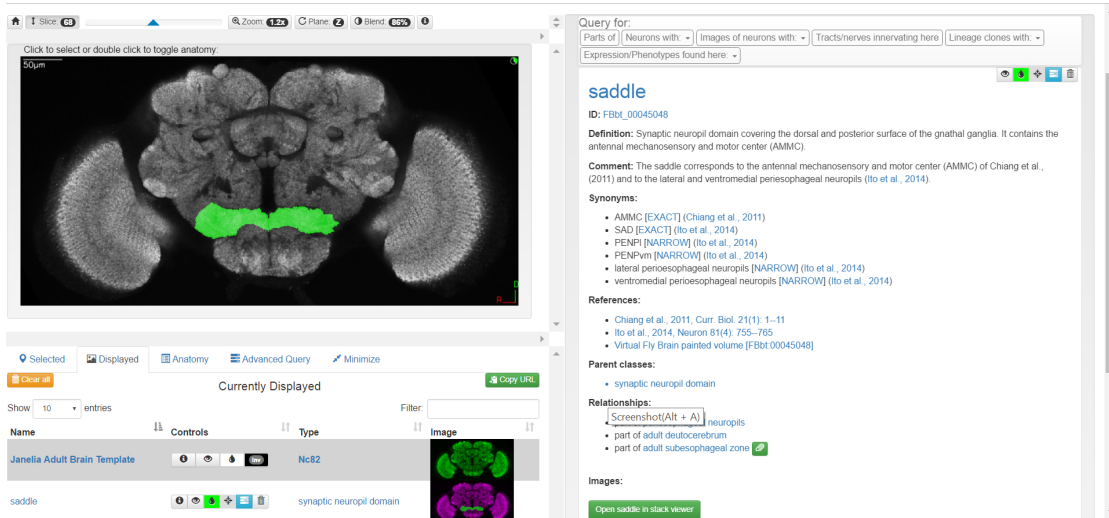 Slice: 68
Zoom: 1.2x
Plane: Z
Blend: 86%
Click to select or double click to toggle anatomy:
50µm
D
R
Selected
Displayed
Anatomy
Advanced Query
Minimize
Clear all
Currently Displayed
Copy URL
Show 10 entries
Filter:
Name Controls Type Image
Janelia Adult Brain Template Inv Nc82
saddle synaptic neuropil domain
Query for:
Parts of Neurons with: Images of neurons with: Tracts/nerves innervating here Lineage clones with:
Expression/Phenotypes found here:
saddle
ID: FBbt_00045048
Definition: Synaptic neuropil domain covering the dorsal and posterior surface of the gnathal ganglia. It contains the
antennal mechanosensory and motor center (AMMC).
Comment: The saddle corresponds to the antennal mechanosensory and motor center (AMMC) of Chiang et al.,
(2011) and to the lateral and ventromedial periesophageal neuropils (Ito et al., 2014).
Synonyms:
AMMC [EXACT] (Chiang et al., 2011)
SAD [EXACT] (Ito et al., 2014)
PENPl [NARROW] (Ito et al., 2014)
PENPvm [NARROW] (Ito et al., 2014)
lateral perioesophageal neuropils [NARROW] (Ito et al., 2014)
ventromedial perioesophageal neuropils [NARROW] (Ito et al., 2014)
References:
Chiang et al., 2011, Curr. Biol. 21(1): 1--11
Ito et al., 2014, Neuron 81(4): 755--765
Virtual Fly Brain painted volume [FBbt:00045048]
Parent classes:
synaptic neuropil domain
Relationships:
Screenshot(Alt + A)
neuropils
part of adult deutocerebrum
part of adult subesophageal zone
Images:
Open saddle in stack viewer